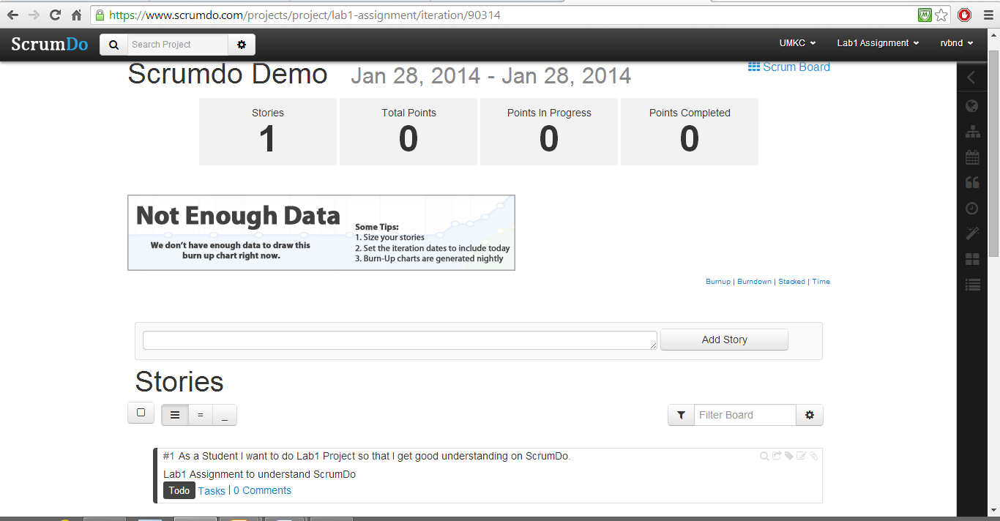 https://www.scrumdo.com/projects/project/lab1-assignment/iteration/90314
ScrumDo Search Project UMKC Lab1 Assignment rvbnd
Scrumdo Demo Jan 28, 2014 - Jan 28, 2014 Scrum Board
Stories Total Points Points In Progress Points Completed
1 0 0 0
Not Enough Data
We don't have enough data to draw this
burn up chart right now.
Some Tips:
1. Size your stories
2. Set the iteration dates to include today
3. Burn-Up charts are generated nightly
Burnup | Burndown | Stacked | Time
Add Story
Stories
= _ Filter Board
#1 As a Student I want to do Lab1 Project so that I get good understanding on ScrumDo.
Lab1 Assignment to understand ScrumDo
Todo Tasks | 0 Comments